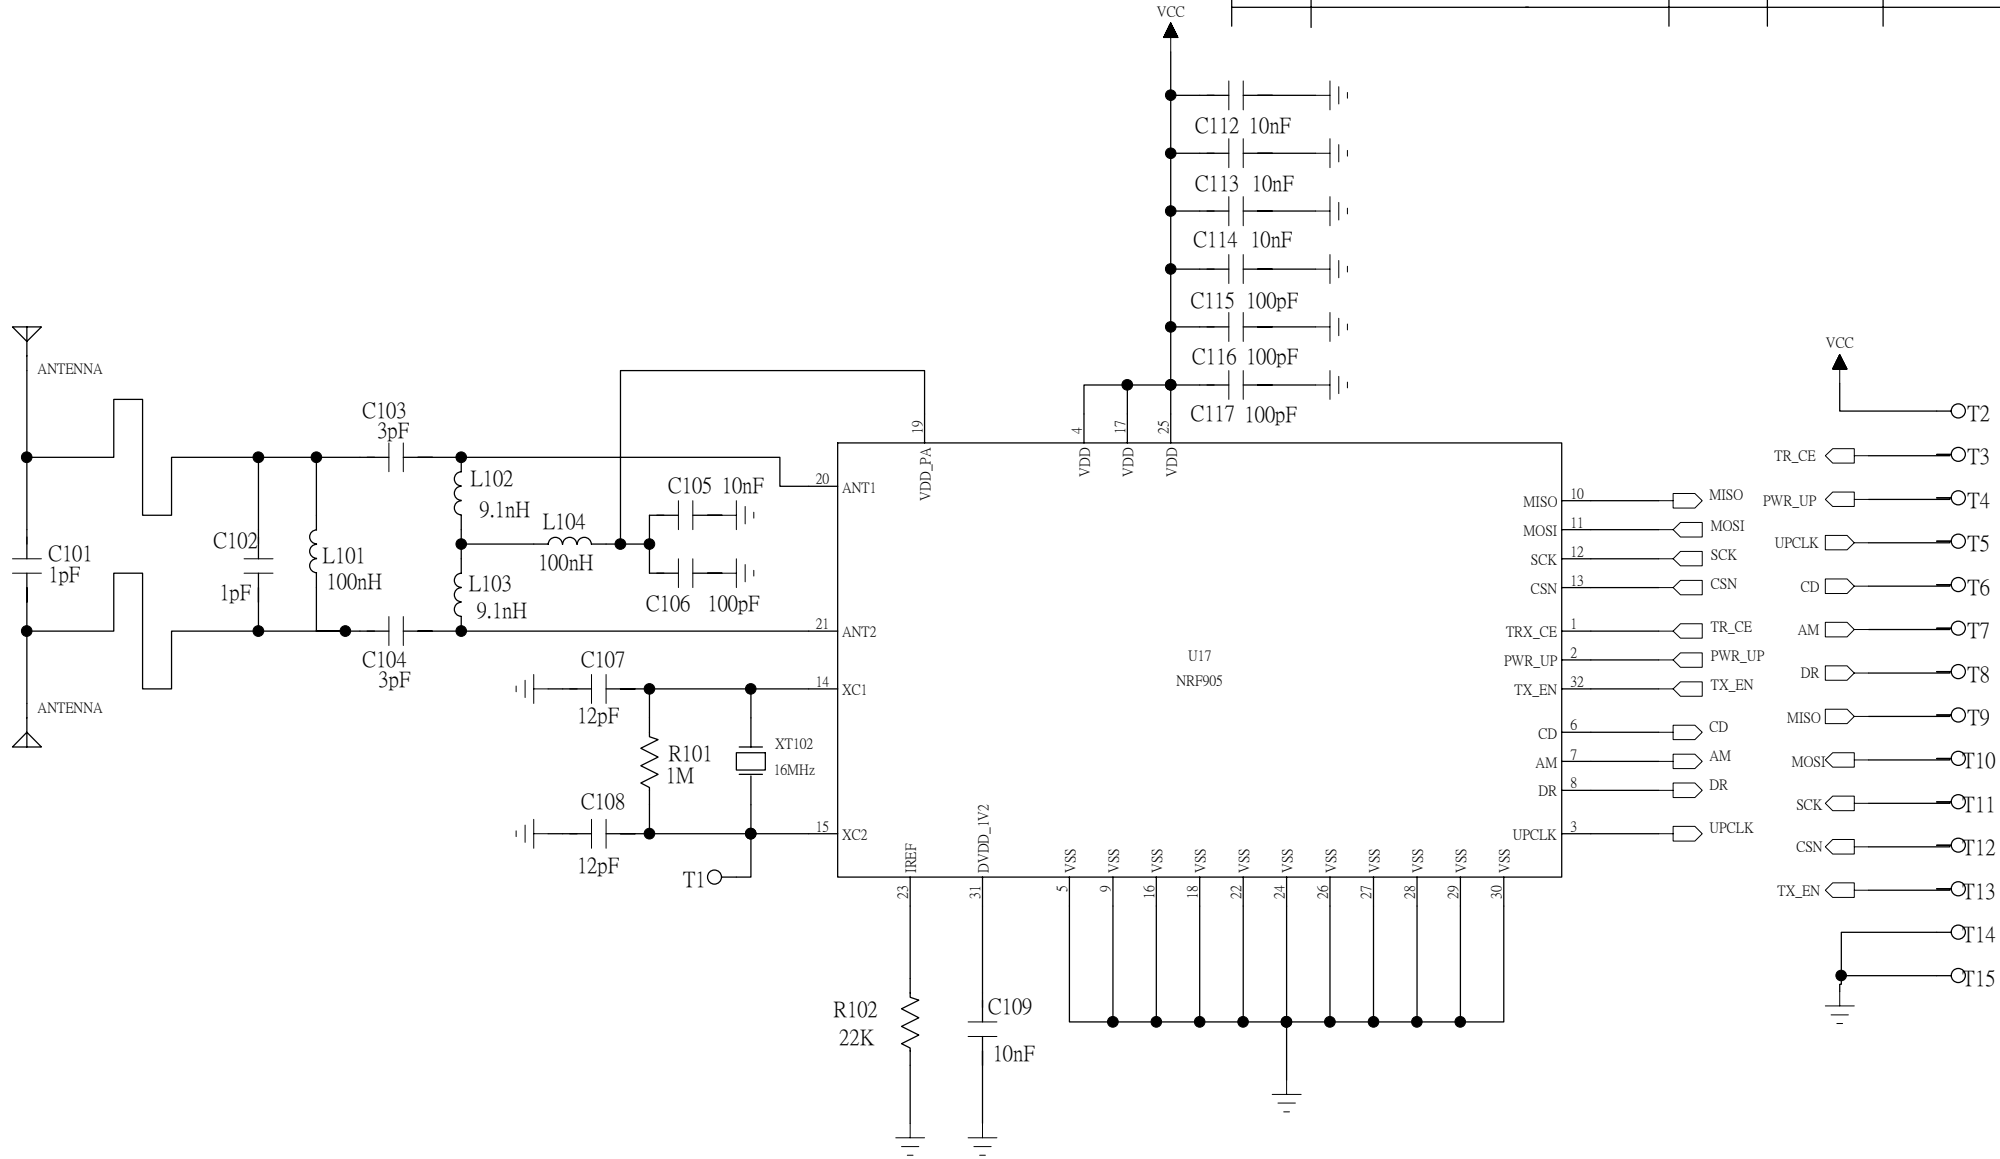 VCC
C112 10nF
C113 10nF
C114 10nF
C115 100pF
C116 100pF
C117 100pF
ANTENNA
C103
3pF
L102
9.1nH
C105 10nF
L104
100nH
C101
1pF
C102
1pF
L101
100nH
L103
9.1nH
C106 100pF
C104
3pF
ANTENNA
C107
12pF
R101
1M
XT102
16MHz
C108
12pF
T1
19
VDD_PA
4
VDD
17
VDD
25
VDD
20 ANT1
21 ANT2
14 XC1
15 XC2
U17
NRF905
MISO 10 MISO
MOSI 11 MOSI
SCK 12 SCK
CSN 13 CSN
TRX_CE 1 TR_CE
PWR_UP 2 PWR_UP
TX_EN 32 TX_EN
CD 6 CD
AM 7 AM
DR 8 DR
UPCLK 3 UPCLK
IREF
23
DVDD_1V2
31
VSS
5
VSS
9
VSS
16
VSS
18
VSS
22
VSS
24
VSS
26
VSS
27
VSS
28
VSS
29
VSS
30
R102
22K
C109
10nF
VCC
T2
TR_CE T3
PWR_UP T4
UPCLK T5
CD T6
AM T7
DR T8
MISO T9
MOSI T10
SCK T11
CSN T12
TX_EN T13
T14
T15